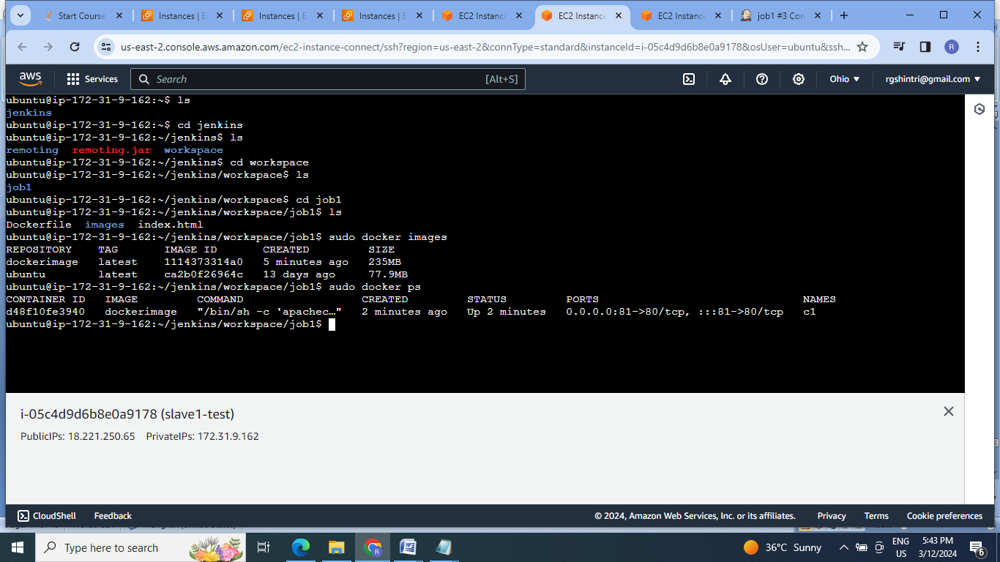 Start Course
Instances | E
Instances | E
Instances | E
EC2 Instance
EC2 Instance
EC2 Instance
job1 #3 Con
us-east-2.console.aws.amazon.com/ec2-instance-connect/ssh?region=us-east-2&connType=standard&instanceId=i-05c4d9d6b8e0a9178&osUser=ubuntu&ssh...
R
aws
Services
Search
[Alt+S]
Ohio
rgshintri@gmail.com
ubuntu@ip-172-31-9-162:~$ ls
jenkins
ubuntu@ip-172-31-9-162:~$ cd jenkins
ubuntu@ip-172-31-9-162:~/jenkins$ ls
remoting  remoting.jar  workspace
ubuntu@ip-172-31-9-162:~/jenkins$ cd workspace
ubuntu@ip-172-31-9-162:~/jenkins/workspace$ ls
job1
ubuntu@ip-172-31-9-162:~/jenkins/workspace$ cd job1
ubuntu@ip-172-31-9-162:~/jenkins/workspace/job1$ ls
Dockerfile  images  index.html
ubuntu@ip-172-31-9-162:~/jenkins/workspace/job1$ sudo docker images
REPOSITORY    TAG       IMAGE ID       CREATED         SIZE
dockerimage   latest    1114373314a0   5 minutes ago   235MB
ubuntu        latest    ca2b0f26964c   13 days ago     77.9MB
ubuntu@ip-172-31-9-162:~/jenkins/workspace/job1$ sudo docker ps
CONTAINER ID   IMAGE         COMMAND                  CREATED         STATUS         PORTS                               NAMES
d48f10fe3940   dockerimage   "/bin/sh -c 'apachec…"   2 minutes ago   Up 2 minutes   0.0.0.0:81->80/tcp, :::81->80/tcp   c1
ubuntu@ip-172-31-9-162:~/jenkins/workspace/job1$
i-05c4d9d6b8e0a9178 (slave1-test)
PublicIPs: 18.221.250.65    PrivateIPs: 172.31.9.162
CloudShell
Feedback
© 2024, Amazon Web Services, Inc. or its affiliates.
Privacy
Terms
Cookie preferences
Type here to search
36°C  Sunny
ENG
US
5:43 PM
3/12/2024
6